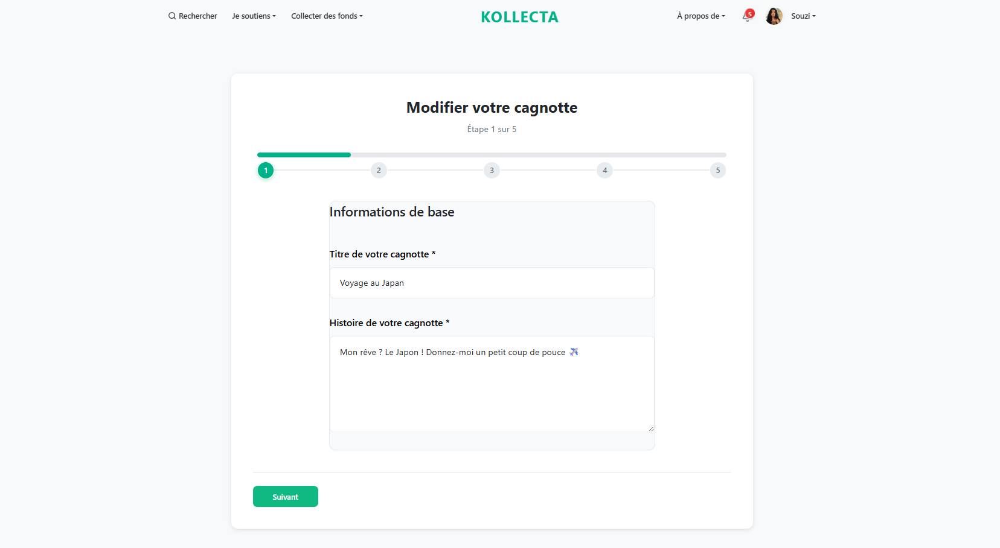 Rechercher Je soutiens Collecter des fonds KOLLECTA À propos de 5 Souzi
Modifier votre cagnotte
Étape 1 sur 5
1 2 3 4 5
Informations de base
Titre de votre cagnotte *
Voyage au Japan
Histoire de votre cagnotte *
Mon rêve ? Le Japon ! Donnez-moi un petit coup de pouce ✈️
Suivant